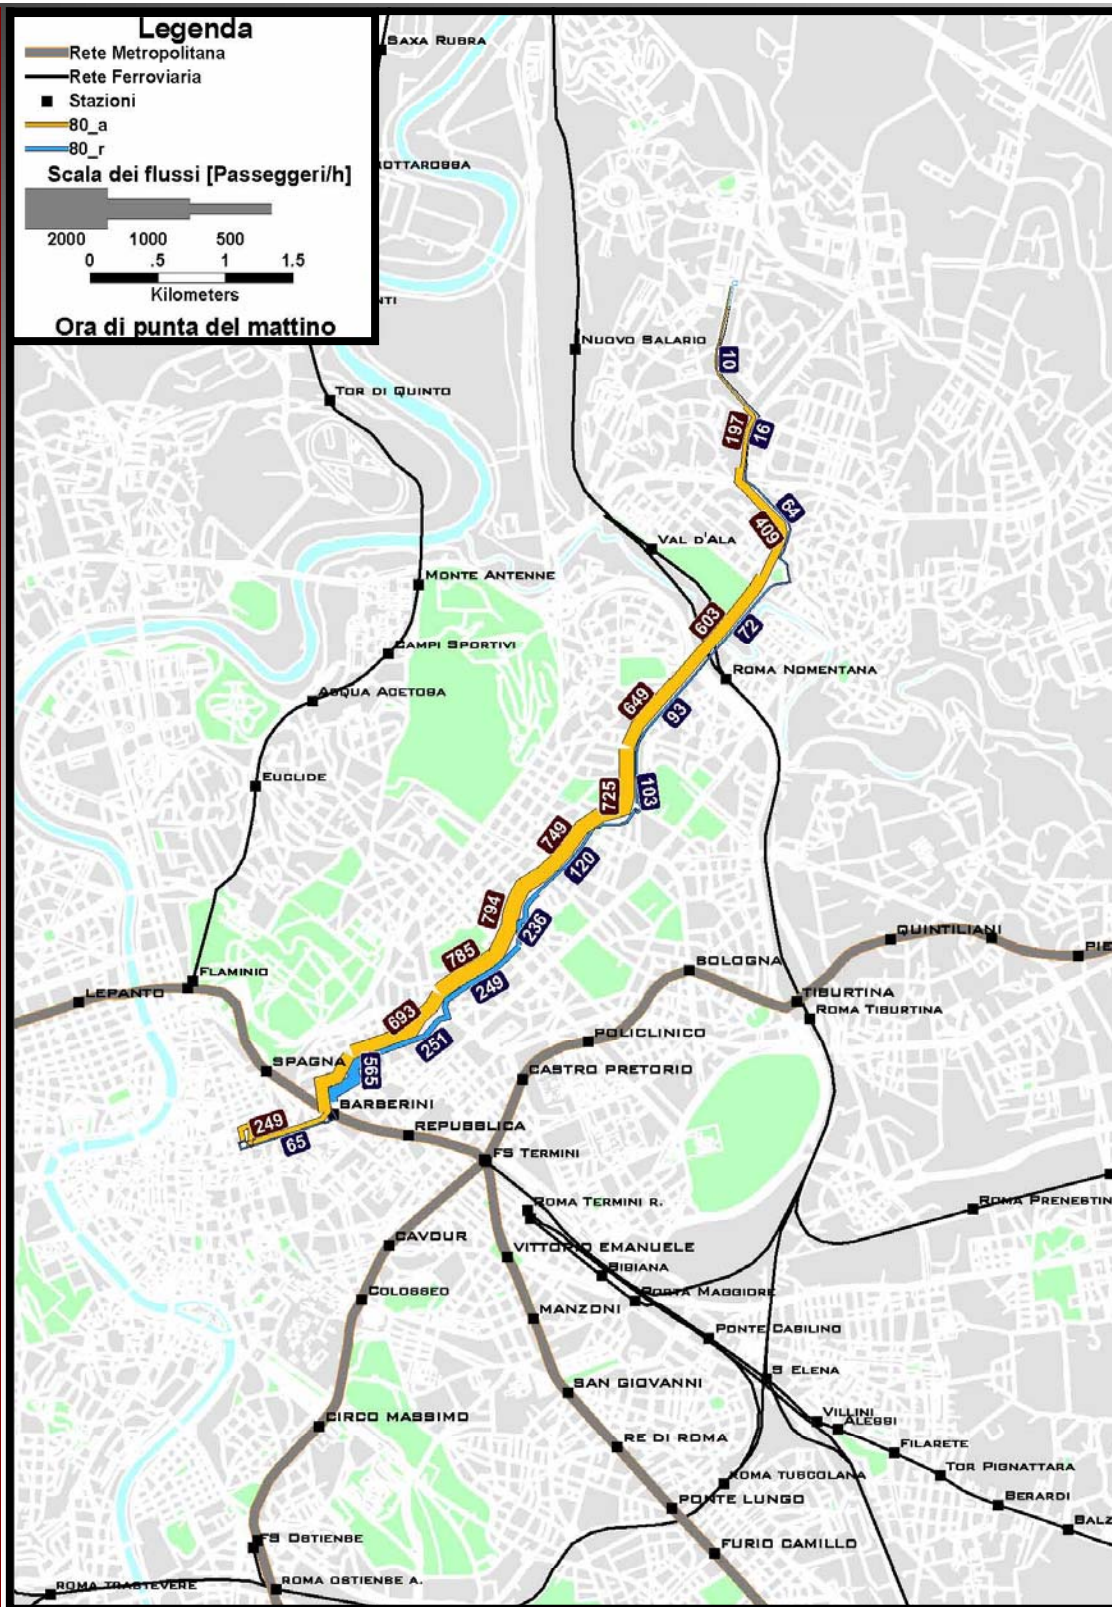 Legenda
Rete Metropolitana
Rete Ferroviaria
Stazioni
80_a
80_r
Scala dei flussi [Passeggeri/h]
2000 1000 500
0 .5 1 1.5
Kilometers
Ora di punta del mattino
SAXA RUBRA
OTTAROSSA
NTI
NUOVO SALARIO
10
TOR DI QUINTO
197
16
64
409
VAL D'ALA
MONTE ANTENNE
603
72
CAMPI SPORTIVI
ROMA NOMENTANA
ACQUA ACETOSA
649
93
EUCLIDE
725
103
749
120
794
236
QUINTILIANI
PIE
785
BOLOGNA
FLAMINIO
249
LEPANTO
TIBURTINA
ROMA TIBURTINA
693
POLICLINICO
251
SPAGNA
565
CASTRO PRETORIO
BARBERINI
249
REPUBBLICA
65
FS TERMINI
ROMA TERMINI R.
ROMA PRENESTIN
CAVOUR
VITTORIO EMANUELE
BIBIANA
COLOSSEO
PORTA MAGGIORE
MANZONI
PONTE CASILINO
S ELENA
SAN GIOVANNI
VILLINI
CIRCO MASSIMO
ALESSI
RE DI ROMA
FILARETE
TOR PIGNATTARA
ROMA TUSCOLANA
PONTE LUNGO
BERARDI
BALZ
FS OSTIENSE
FURIO CAMILLO
ROMA TRASTEVERE
ROMA OSTIENSE A.